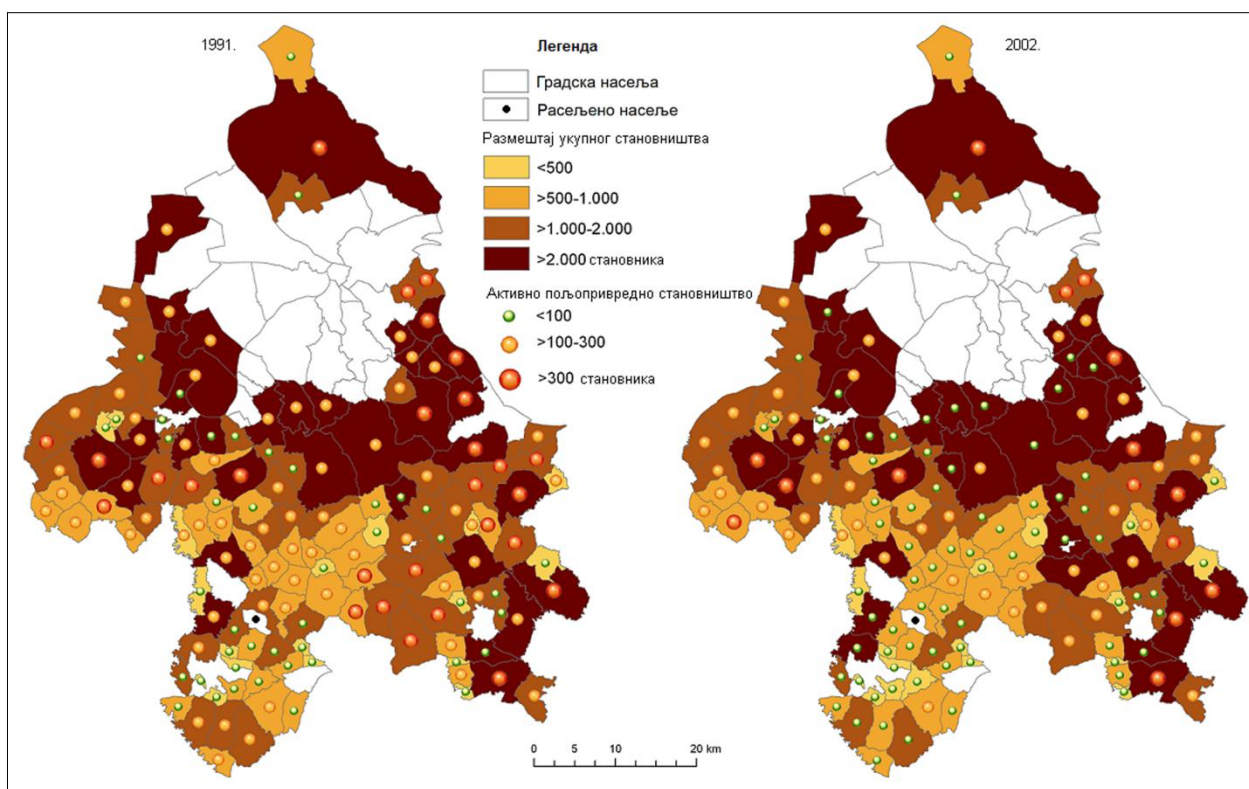 1991.
Легенда
Градска насеља
Расељено насеље
Размештај укупног становништва
<500
>500-1.000
>1.000-2.000
>2.000 становника
Активно пољопривредно становништво
<100
>100-300
>300 становника
2002.
0 5 10 20 km